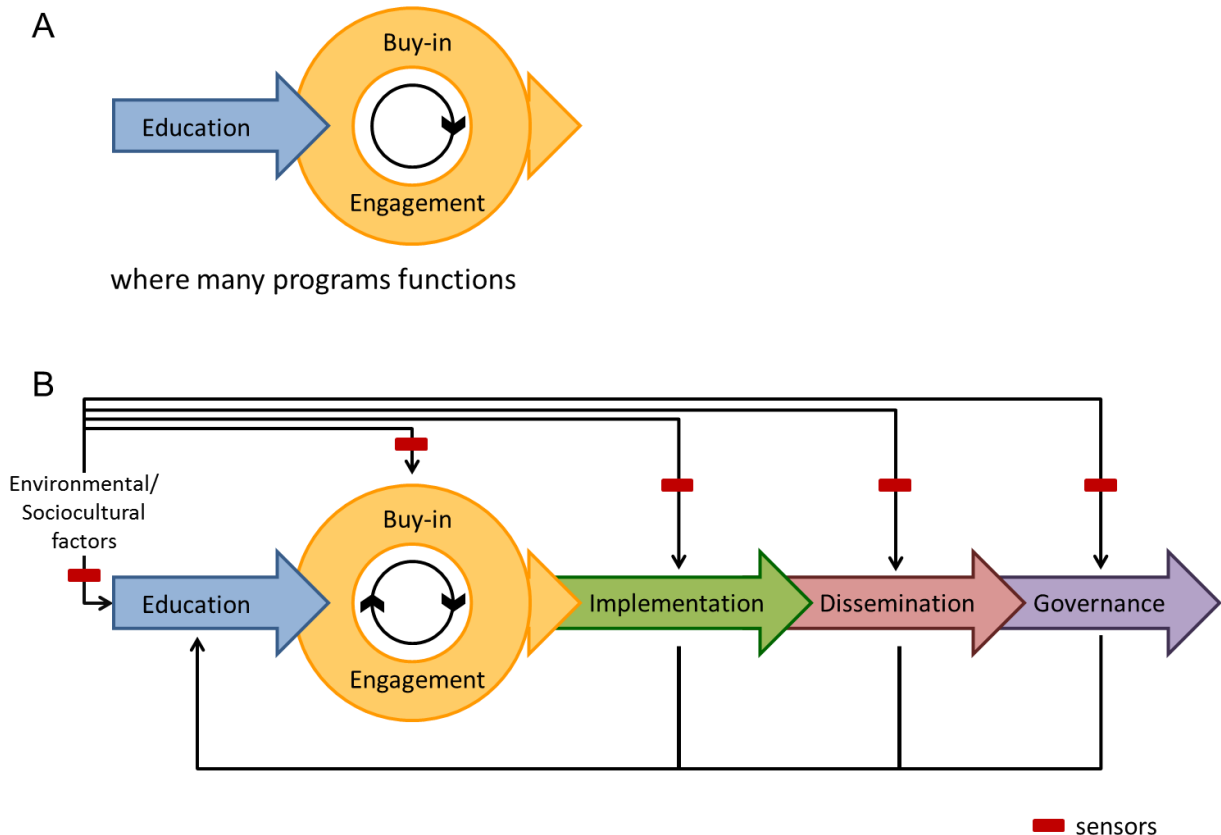 A
Buy-in
Education
Engagement
where many programs functions
B
Environmental/
Sociocultural
factors
Buy-in
Education
Implementation
Dissemination
Governance
Engagement
sensors